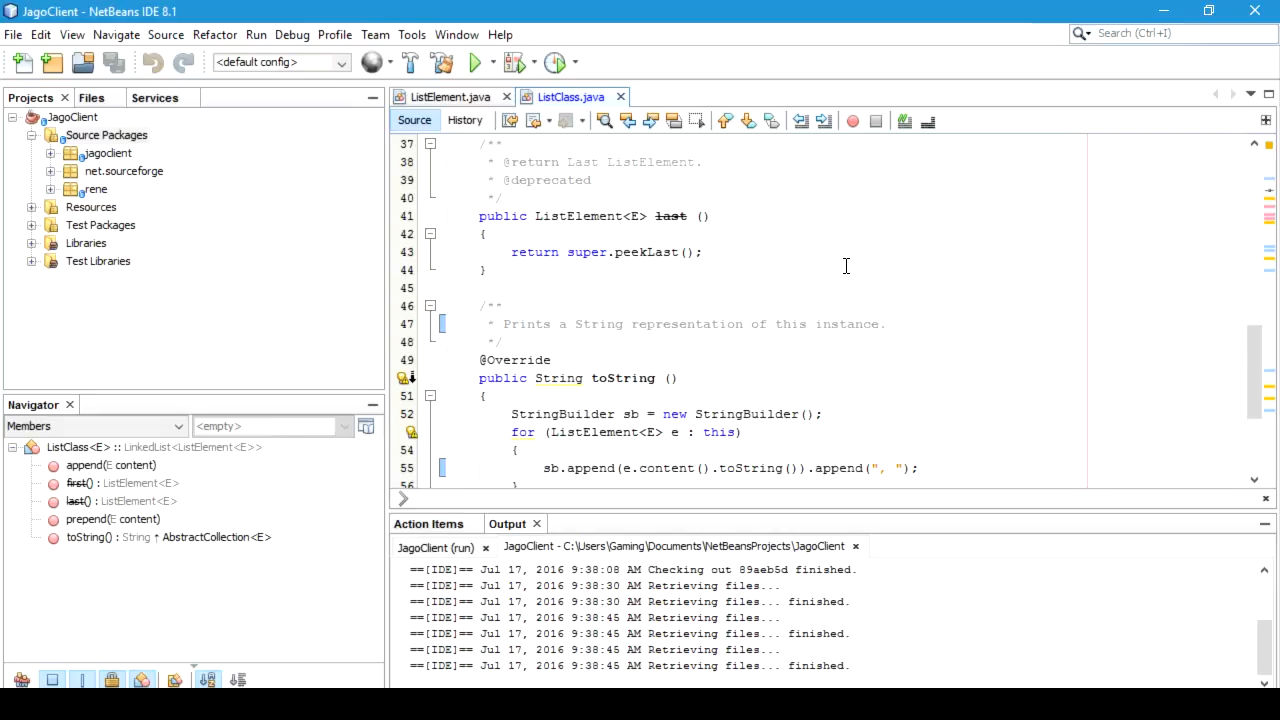 JagoClient - NetBeans IDE 8.1
File Edit View Navigate Source Refactor Run Debug Profile Team Tools Window Help
Search (Ctrl+I)
<default config>
Projects Files Services
JagoClient
Source Packages
jagoclient
net.sourceforge
rene
Resources
Test Packages
Libraries
Test Libraries
Navigator
Members <empty>
ListClass<E> :: LinkedList<ListElement<E>>
append(E content)
first() : ListElement<E>
last() : ListElement<E>
prepend(E content)
toString() : String ↑ AbstractCollection<E>
ListElement.java ListClass.java
Source History
37 /**
38 * @return Last ListElement.
39 * @deprecated
40 */
41 public ListElement<E> last ()
42 {
43 return super.peekLast();
44 }
45
46 /**
47 * Prints a String representation of this instance.
48 */
49 @Override
public String toString ()
51 {
52 StringBuilder sb = new StringBuilder();
for (ListElement<E> e : this)
54 {
55 sb.append(e.content().toString()).append(", ");
56 }
Action Items Output
JagoClient (run) JagoClient - C:\Users\Gaming\Documents\NetBeansProjects\JagoClient
==[IDE]== Jul 17, 2016 9:38:08 AM Checking out 89aeb5d finished.
==[IDE]== Jul 17, 2016 9:38:30 AM Retrieving files...
==[IDE]== Jul 17, 2016 9:38:30 AM Retrieving files... finished.
==[IDE]== Jul 17, 2016 9:38:45 AM Retrieving files...
==[IDE]== Jul 17, 2016 9:38:45 AM Retrieving files... finished.
==[IDE]== Jul 17, 2016 9:38:45 AM Retrieving files...
==[IDE]== Jul 17, 2016 9:38:45 AM Retrieving files... finished.